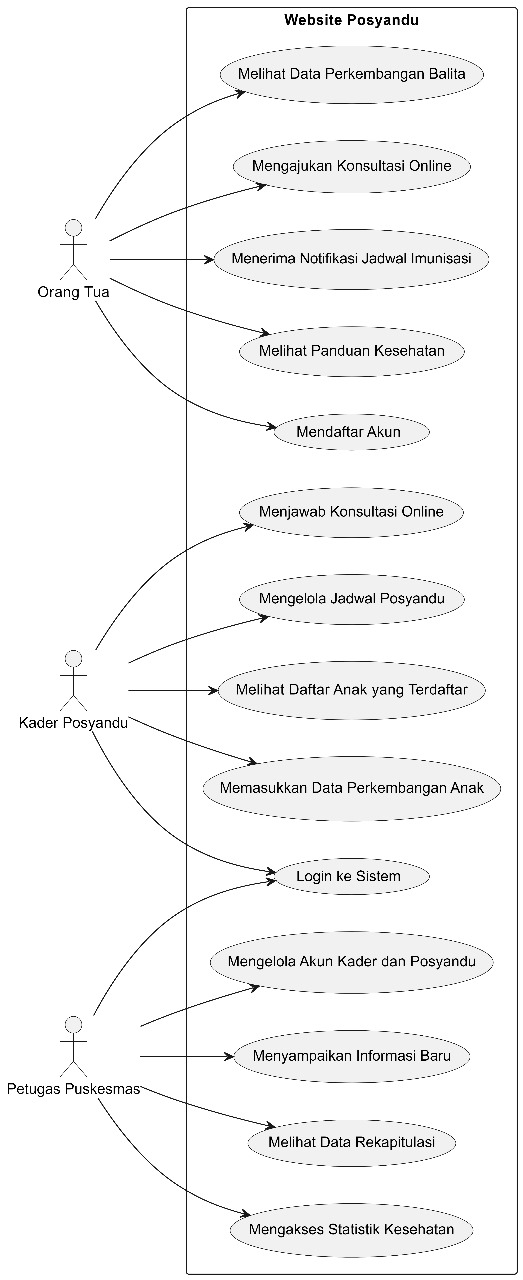 Website Posyandu
Melihat Data Perkembangan Balita
Mengajukan Konsultasi Online
Menerima Notifikasi Jadwal Imunisasi
Orang Tua
Melihat Panduan Kesehatan
Mendaftar Akun
Menjawab Konsultasi Online
Mengelola Jadwal Posyandu
Melihat Daftar Anak yang Terdaftar
Kader Posyandu
Memasukkan Data Perkembangan Anak
Login ke Sistem
Mengelola Akun Kader dan Posyandu
Menyampaikan Informasi Baru
Petugas Puskesmas
Melihat Data Rekapitulasi
Mengakses Statistik Kesehatan